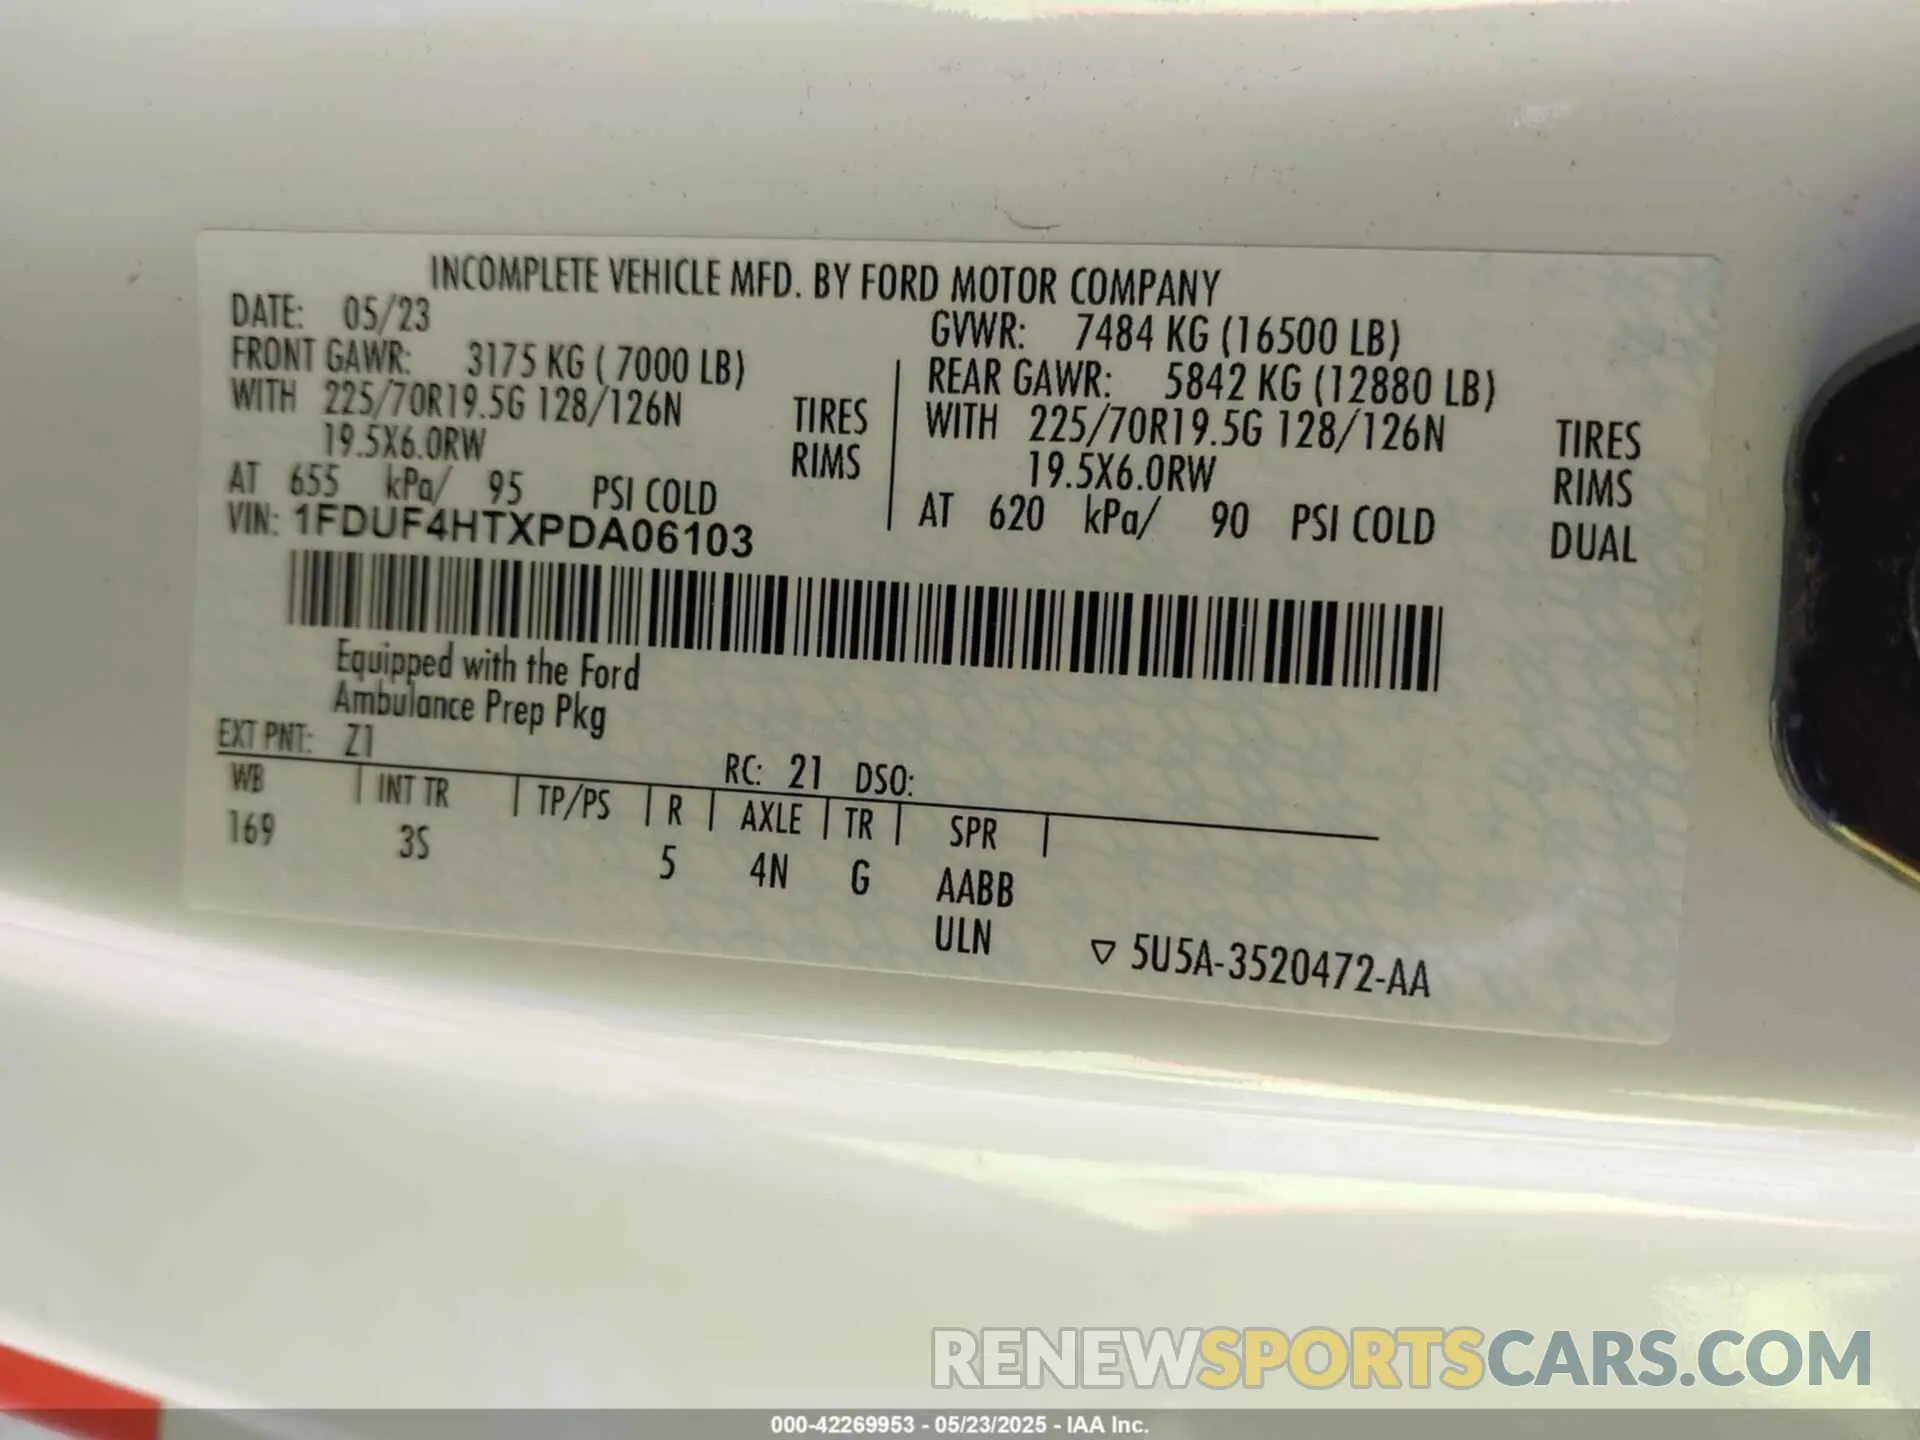 INCOMPLETE VEHICLE MFD. BY FORD MOTOR COMPANY
DATE: 05/23 GVWR: 7484 KG (16500 LB)
FRONT GAWR: 3175 KG ( 7000 LB) REAR GAWR: 5842 KG (12880 LB)
WITH 225/70R19.5G 128/126N TIRES WITH 225/70R19.5G 128/126N TIRES
19.5X6.0RW RIMS 19.5X6.0RW RIMS
AT 655 kPa/ 95 PSI COLD AT 620 kPa/ 90 PSI COLD DUAL
VIN: 1FDUF4HTXPDA06103
Equipped with the Ford
Ambulance Prep Pkg
EXT PNT: Z1 RC: 21 DSO:
WB INT TR TP/PS R AXLE TR SPR
169 3S 5 4N G AABB
ULN
5U5A-3520472-AA
RENEWSPORTSCARS.COM
000-42269953 - 05/23/2025 - IAA Inc.